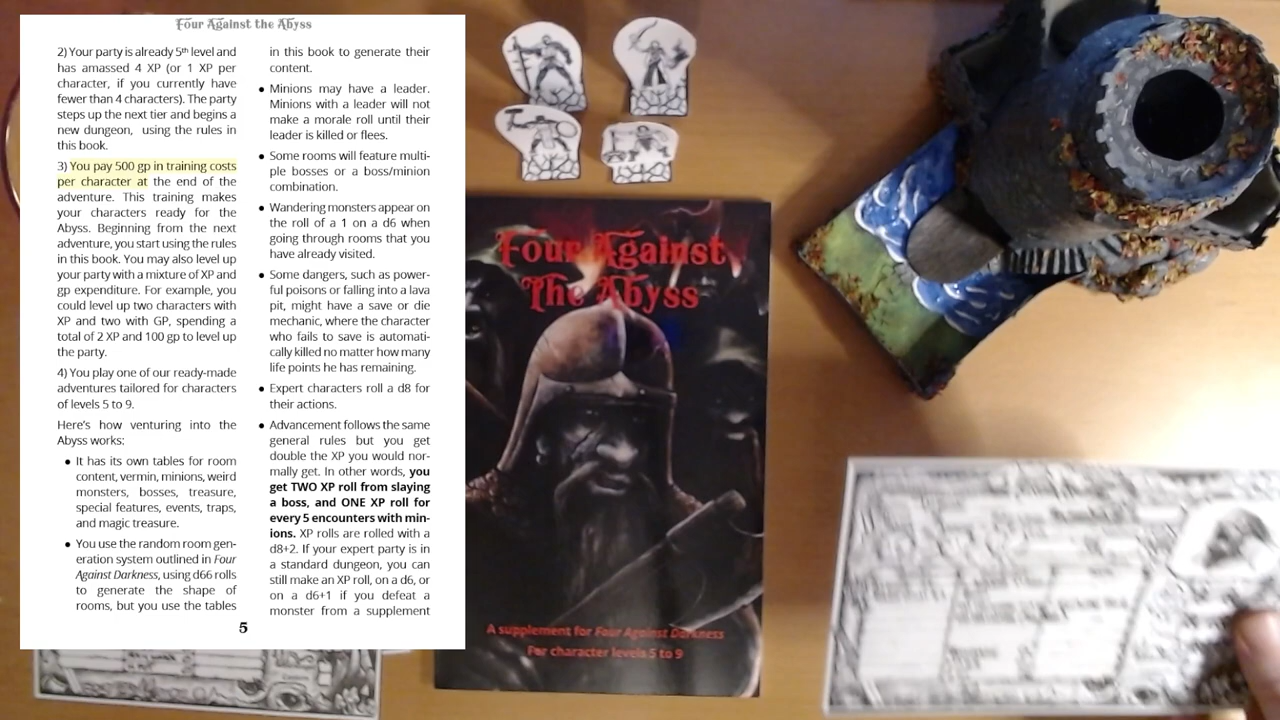 Four Against the Abyss
2) Your party is already 5th level and
has amassed 4 XP (or 1 XP per
character, if you currently have
fewer than 4 characters). The party
steps up the next tier and begins a
new dungeon, using the rules in
this book.
3) You pay 500 gp in training costs
per character at the end of the
adventure. This training makes
your characters ready for the
Abyss. Beginning from the next
adventure, you start using the rules
in this book. You may also level up
your party with a mixture of XP and
gp expenditure. For example, you
could level up two characters with
XP and two with GP, spending a
total of 2 XP and 100 gp to level up
the party.
4) You play one of our ready-made
adventures tailored for characters
of levels 5 to 9.
Here's how venturing into the
Abyss works:
● It has its own tables for room
content, vermin, minions, weird
monsters, bosses, treasure,
special features, events, traps,
and magic treasure.
● You use the random room gen-
eration system outlined in Four
Against Darkness, using d66 rolls
to generate the shape of
rooms, but you use the tables
in this book to generate their
content.
● Minions may have a leader.
Minions with a leader will not
make a morale roll until their
leader is killed or flees.
● Some rooms will feature multi-
ple bosses or a boss/minion
combination.
● Wandering monsters appear on
the roll of a 1 on a d6 when
going through rooms that you
have already visited.
● Some dangers, such as power-
ful poisons or falling into a lava
pit, might have a save or die
mechanic, where the character
who fails to save is automati-
cally killed no matter how many
life points he has remaining.
● Expert characters roll a d8 for
their actions.
● Advancement follows the same
general rules but you get
double the XP you would nor-
mally get. In other words, you
get TWO XP roll from slaying
a boss, and ONE XP roll for
every 5 encounters with min-
ions. XP rolls are rolled with a
d8+2. If your expert party is in
a standard dungeon, you can
still make an XP roll, on a d6, or
on a d6+1 if you defeat a
monster from a supplement
5
Four Against
The Abyss
A supplement for Four Against Darkness
For character levels 5 to 9